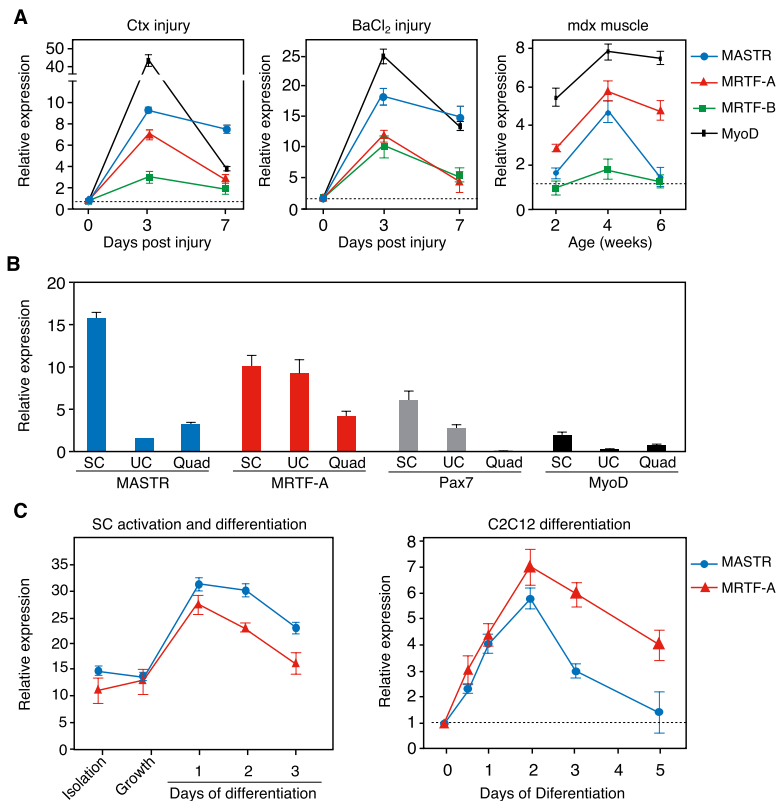 A
Ctx injury
BaCl₂ injury
mdx muscle
Relative expression
50
40
10
8
6
4
2
0
0 3 7
Days post injury
Relative expression
25
20
15
10
5
0
0 3 7
Days post injury
Relative expression
8
6
4
2
0
2 4 6
Age (weeks)
MASTR
MRTF-A
MRTF-B
MyoD
B
Relative expression
20
15
10
5
0
SC UC Quad SC UC Quad SC UC Quad SC UC Quad
MASTR MRTF-A Pax7 MyoD
C
SC activation and differentiation
Relative expression
35
30
25
20
15
10
5
0
Isolation Growth 1 2 3
Days of differentiation
C2C12 differentiation
Relative expression
8
7
6
5
4
3
2
1
0
0 1 2 3 4 5
Days of Diferentiation
MASTR
MRTF-A